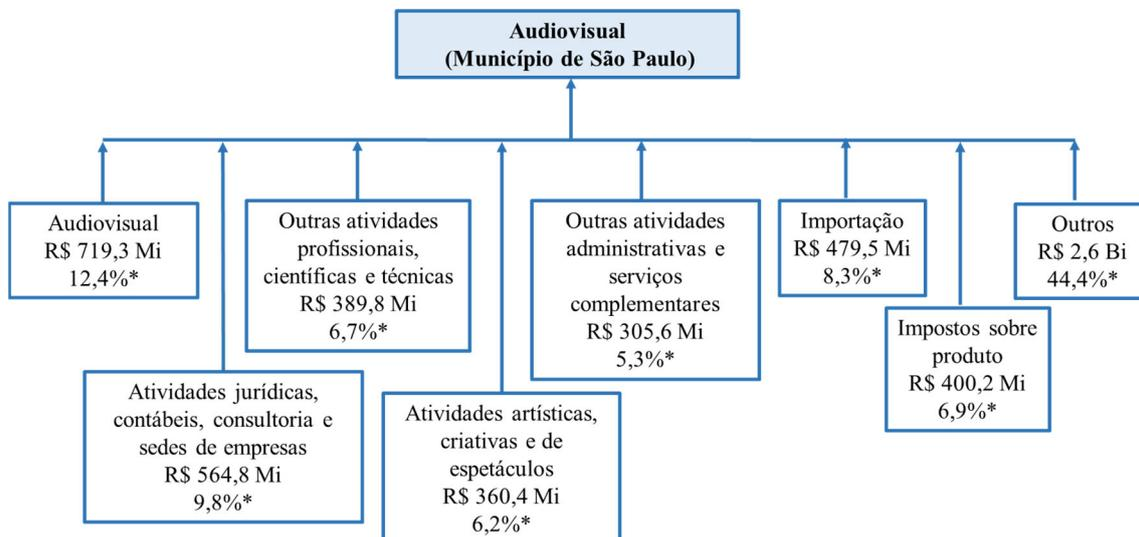 Audiovisual
(Município de São Paulo)
Audiovisual
R$ 719,3 Mi
12,4%*
Atividades jurídicas,
contábeis, consultoria e
sedes de empresas
R$ 564,8 Mi
9,8%*
Outras atividades
profissionais,
científicas e técnicas
R$ 389,8 Mi
6,7%*
Atividades artísticas,
criativas e de
espetáculos
R$ 360,4 Mi
6,2%*
Outras atividades
administrativas e
serviços
complementares
R$ 305,6 Mi
5,3%*
Importação
R$ 479,5 Mi
8,3%*
Impostos sobre
produto
R$ 400,2 Mi
6,9%*
Outros
R$ 2,6 Bi
44,4%*